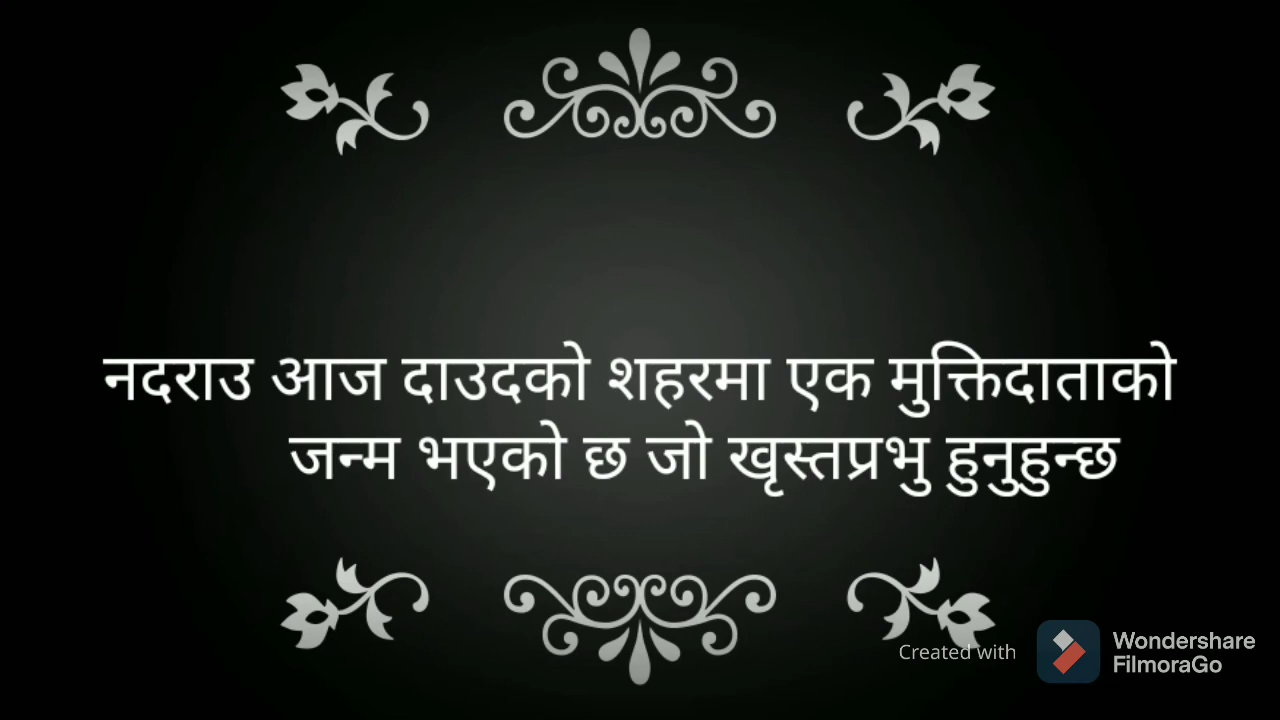 नदराउ आज दाउदको शहरमा एक मुक्तिदाताको
जन्म भएको छ जो खृस्तप्रभु हुनुहुन्छ
Created with
Wondershare
FilmoraGo